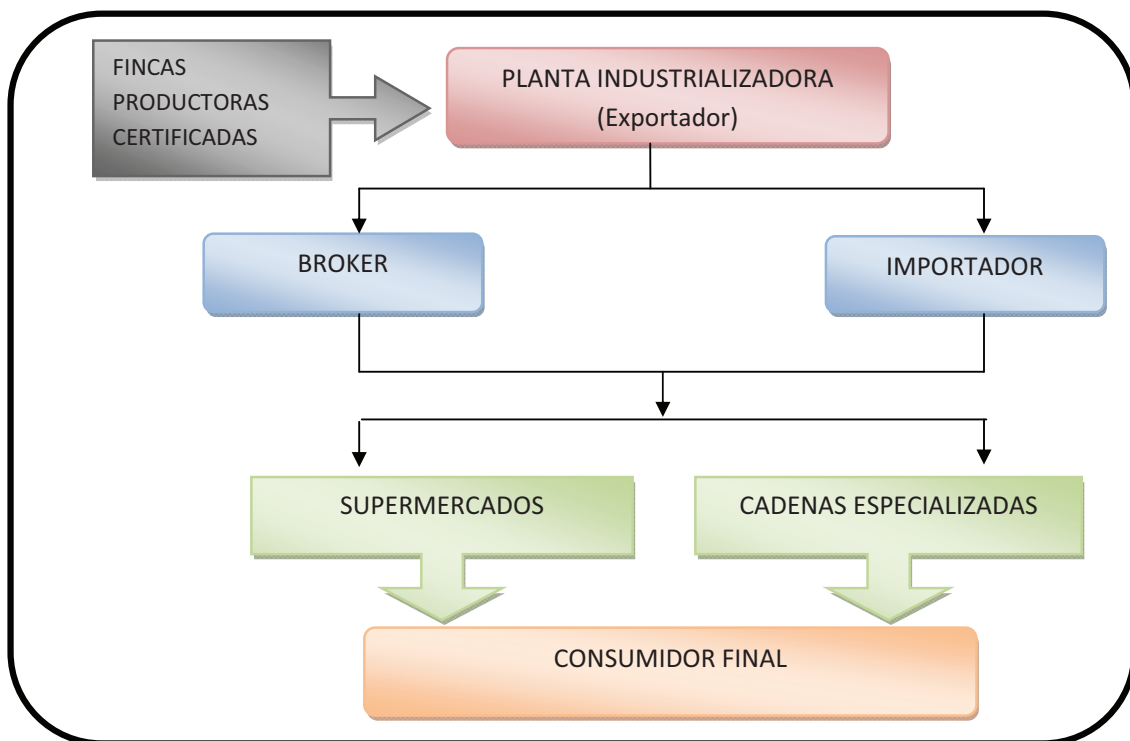 FINCAS
PRODUCTORAS
CERTIFICADAS
PLANTA INDUSTRIALIZADORA
(Exportador)
BROKER
IMPORTADOR
SUPERMERCADOS
CADENAS ESPECIALIZADAS
CONSUMIDOR FINAL